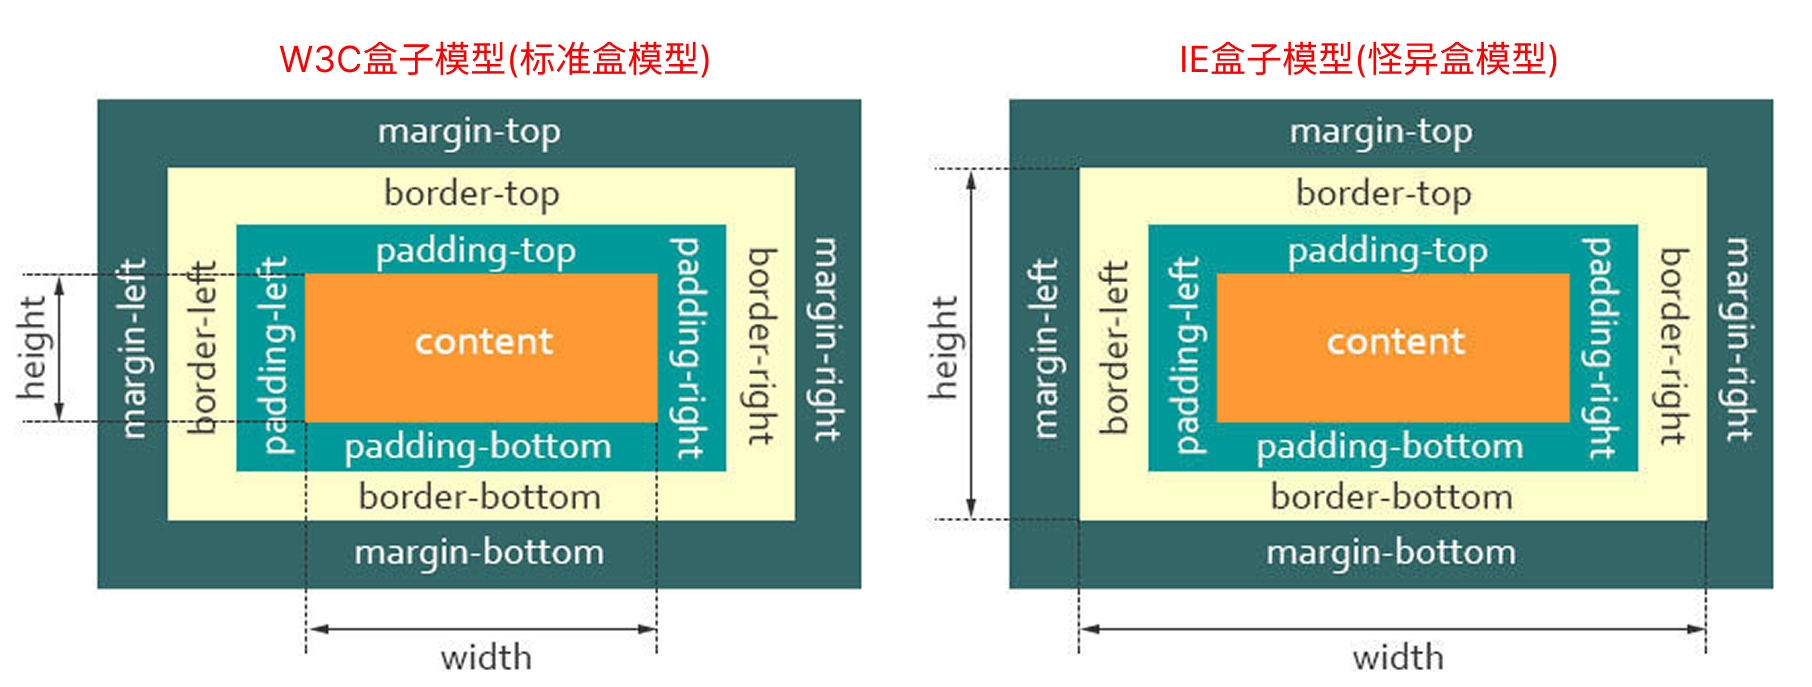 W3C盒子模型(标准盒模型)
margin-top
border-top
padding-top
height
margin-left
border-left
padding-left
content
padding-right
border-right
margin-right
padding-bottom
border-bottom
margin-bottom
width
IE盒子模型(怪异盒模型)
margin-top
border-top
padding-top
height
margin-left
border-left
padding-left
content
padding-right
border-right
margin-right
padding-bottom
border-bottom
margin-bottom
width